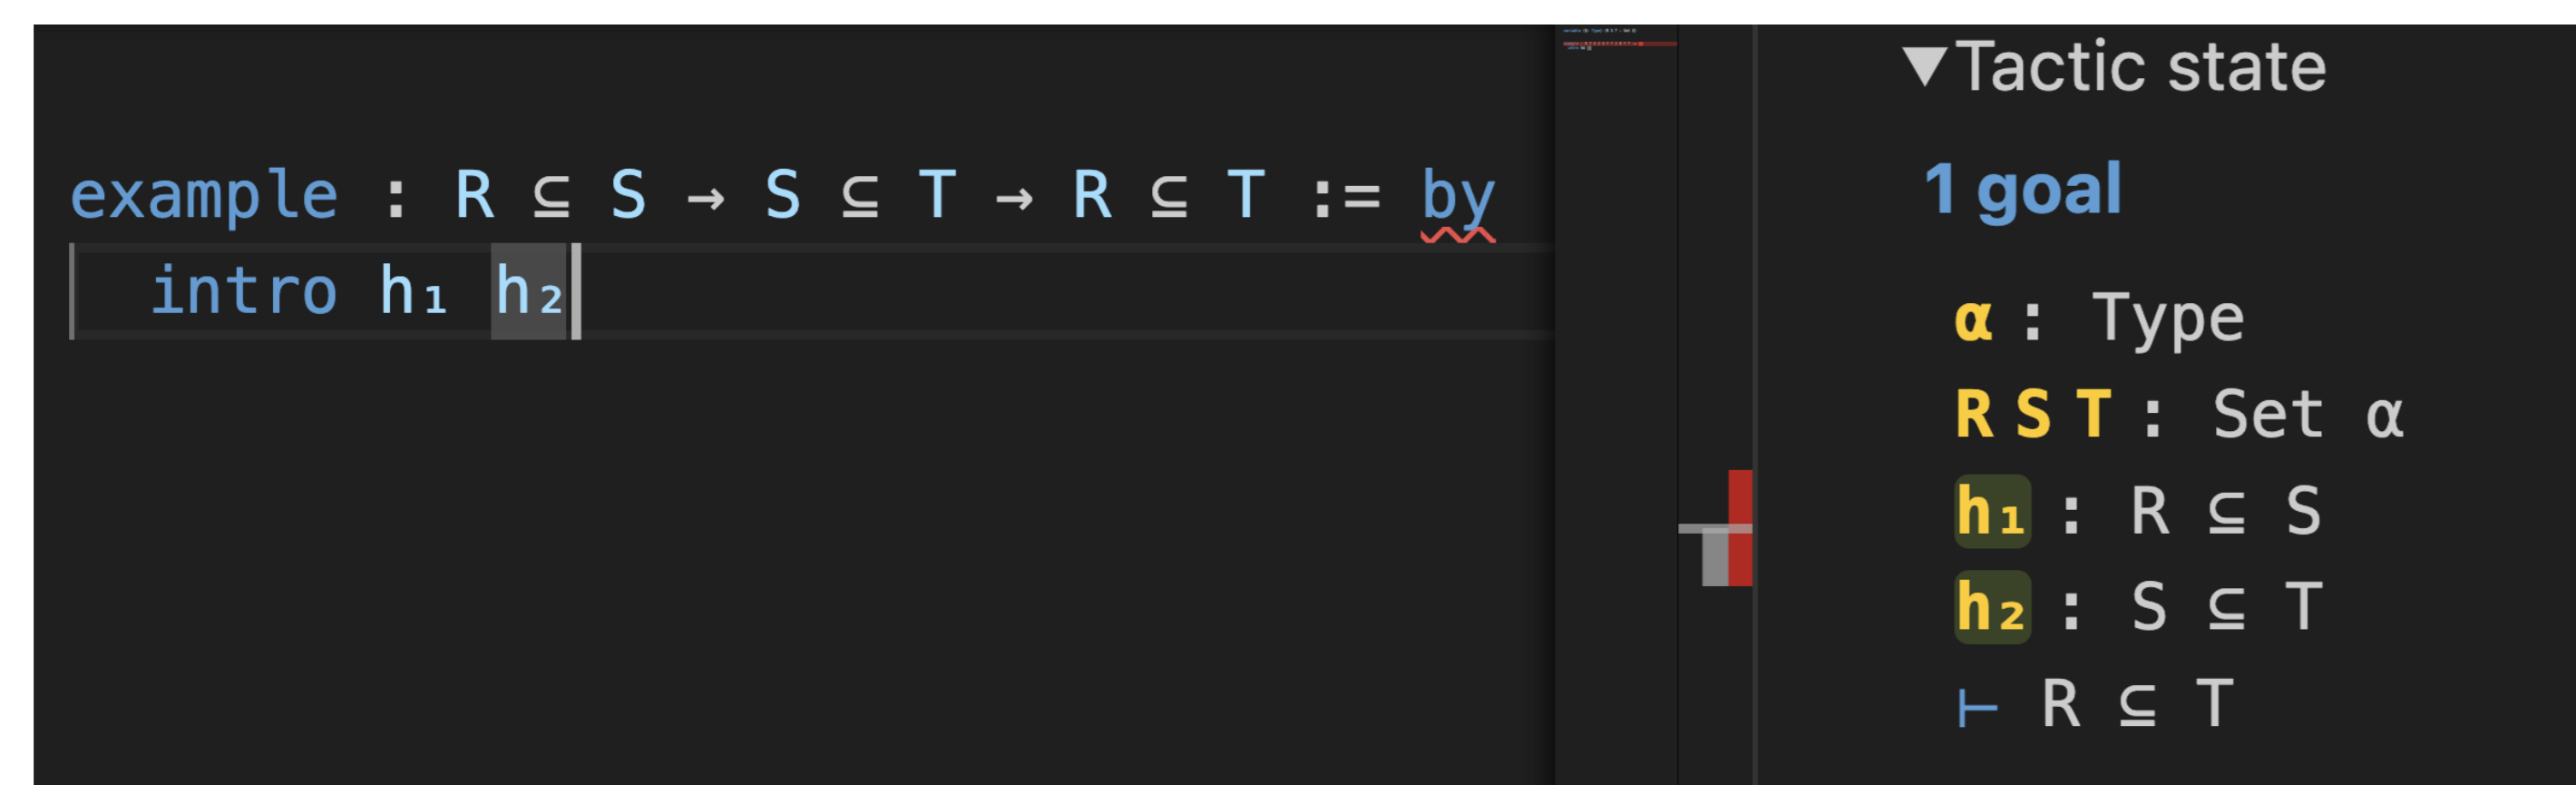 example : R ⊆ S → S ⊆ T → R ⊆ T := by
intro h₁ h₂
▼Tactic state
1 goal
α : Type
R S T : Set α
h₁ : R ⊆ S
h₂ : S ⊆ T
⊢ R ⊆ T